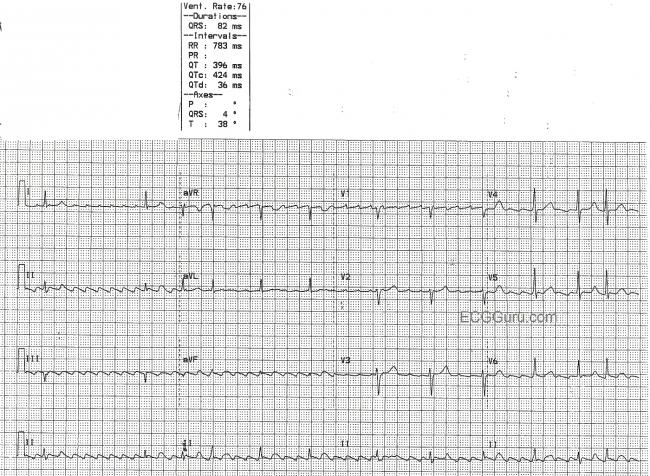 Vent. Rate:76
--Durations--
QRS: 82 ms
--Intervals--
RR : 783 ms
PR :
QT : 396 ms
QTc: 424 ms
QTd: 36 ms
--Axes--
P : °
QRS: 4 °
T : 38 °
I aVR V1 V4
II aVL V2 V5
ECGGuru.com
III aVF V3 V6
II II II II